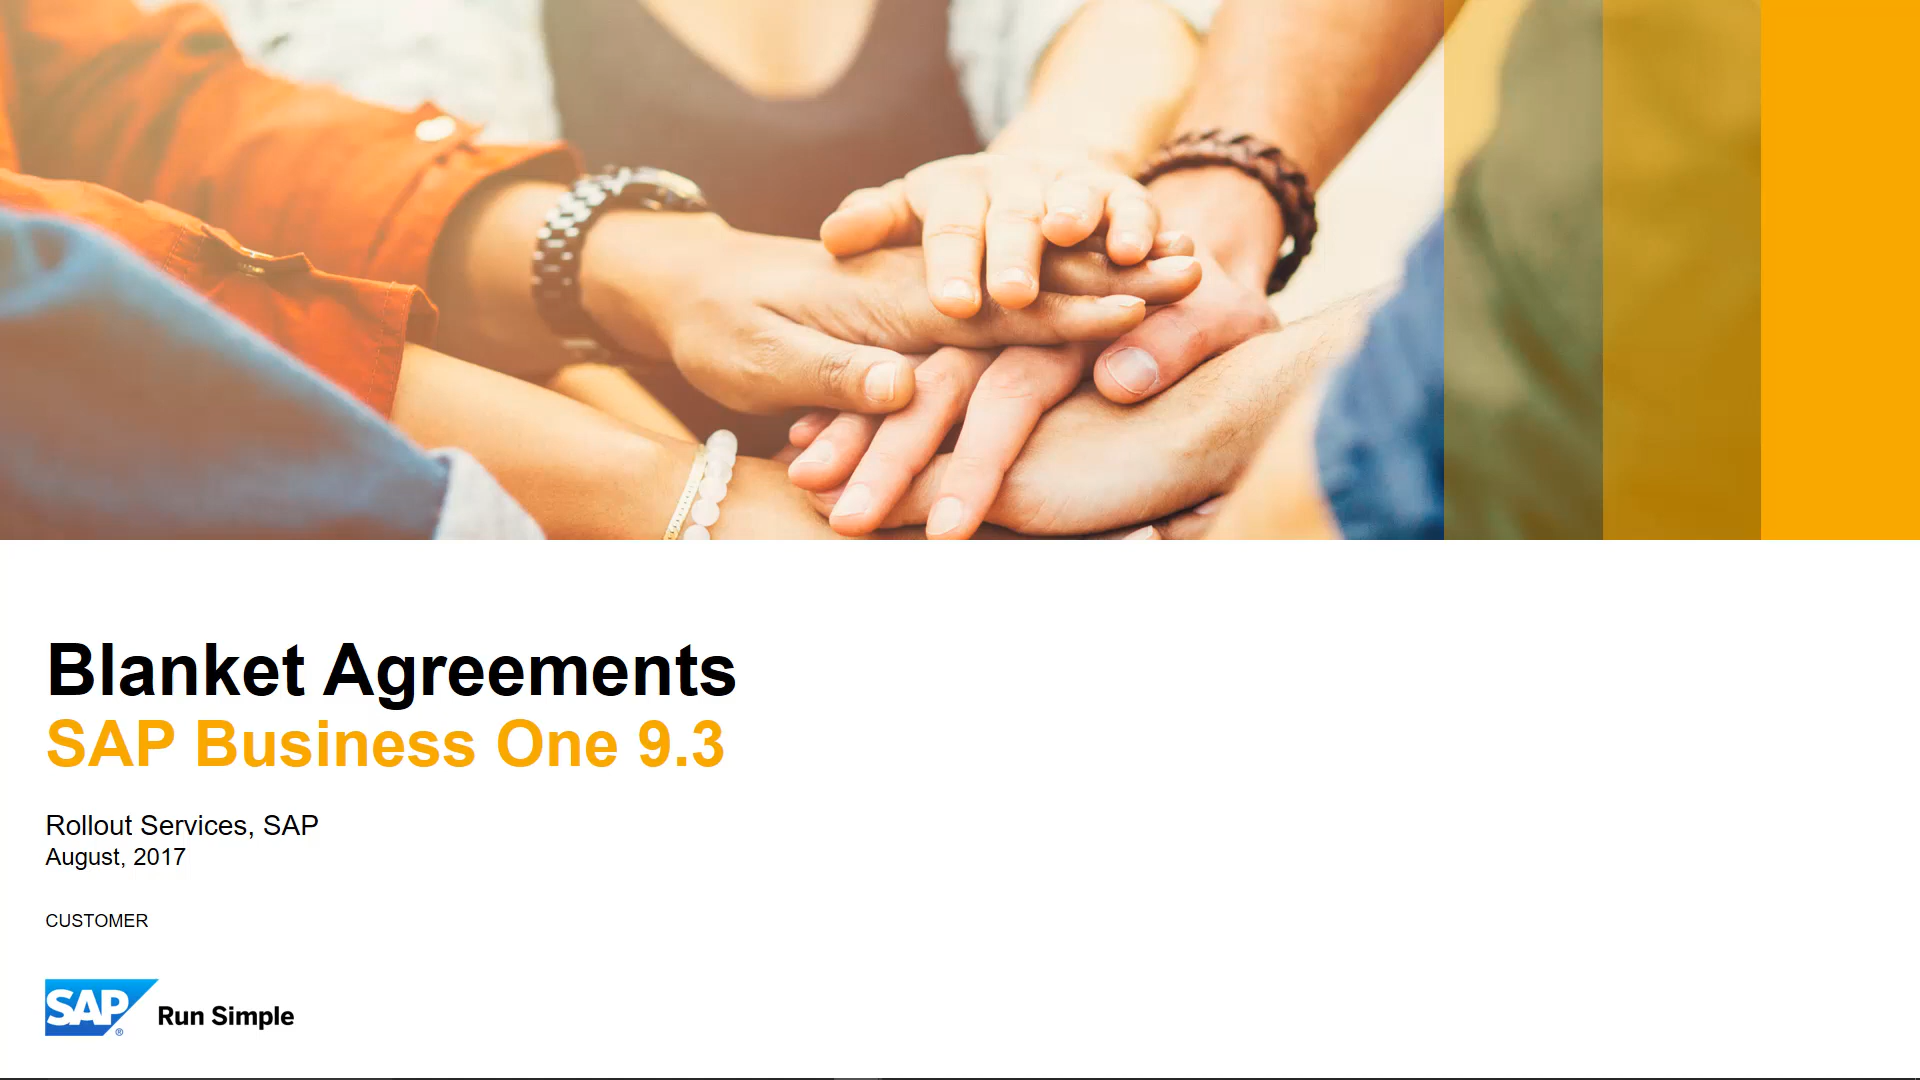 Blanket Agreements
SAP Business One 9.3
Rollout Services, SAP
August, 2017
CUSTOMER
SAP ® Run Simple